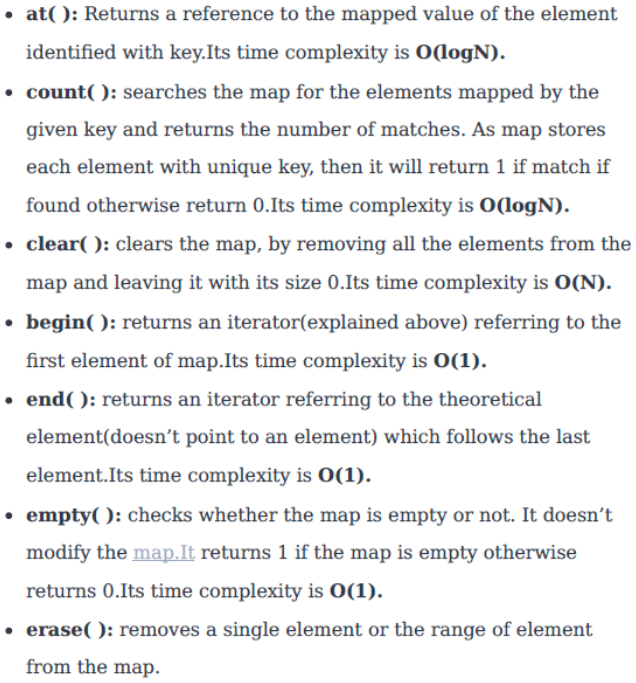 • at( ): Returns a reference to the mapped value of the element
identified with key.Its time complexity is O(logN).
• count( ): searches the map for the elements mapped by the
given key and returns the number of matches. As map stores
each element with unique key, then it will return 1 if match if
found otherwise return 0.Its time complexity is O(logN).
• clear( ): clears the map, by removing all the elements from the
map and leaving it with its size 0.Its time complexity is O(N).
• begin( ): returns an iterator(explained above) referring to the
first element of map.Its time complexity is O(1).
• end( ): returns an iterator referring to the theoretical
element(doesn’t point to an element) which follows the last
element.Its time complexity is O(1).
• empty( ): checks whether the map is empty or not. It doesn’t
modify the map.It returns 1 if the map is empty otherwise
returns 0.Its time complexity is O(1).
• erase( ): removes a single element or the range of element
from the map.